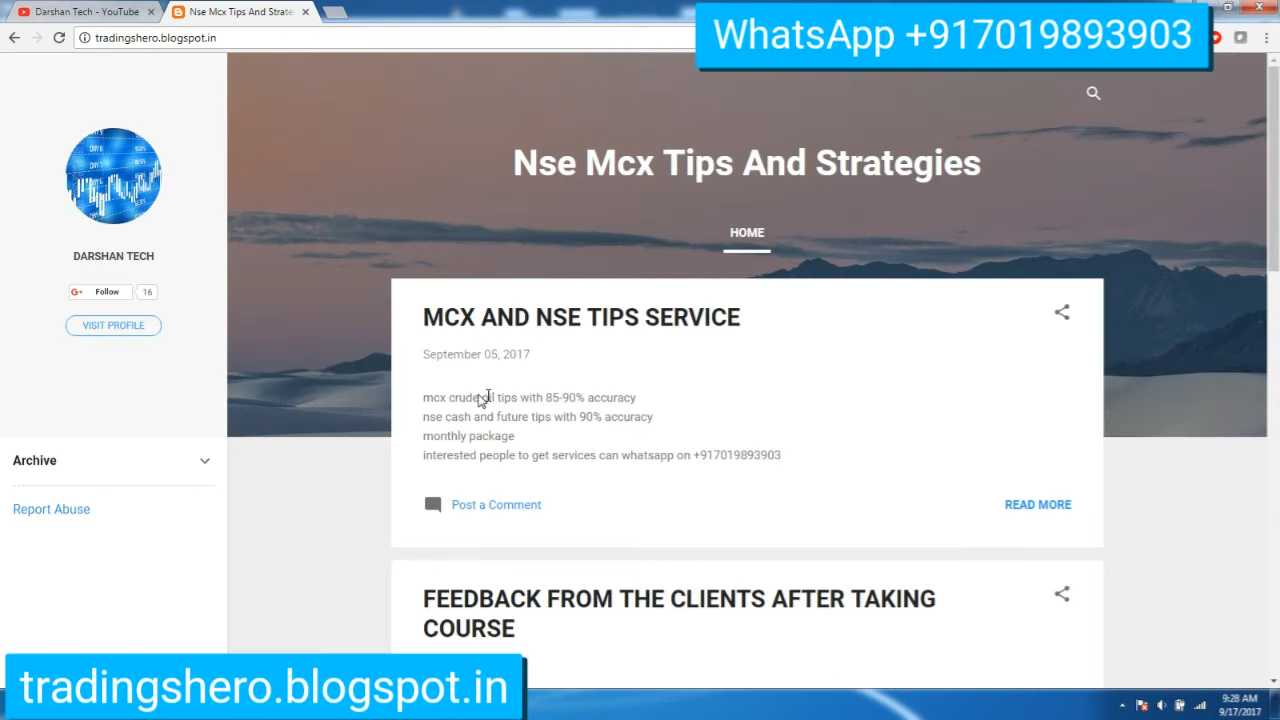 Darshan Tech - YouTube
Nse Mcx Tips And Strate
WhatsApp +917019893903
tradingshero.blogspot.in
Nse Mcx Tips And Strategies
HOME
DARSHAN TECH
G+ Follow 16
VISIT PROFILE
MCX AND NSE TIPS SERVICE
September 05, 2017
mcx crude oil tips with 85-90% accuracy
nse cash and future tips with 90% accuracy
monthly package
interested people to get services can whatsapp on +917019893903
Post a Comment
READ MORE
Archive
Report Abuse
FEEDBACK FROM THE CLIENTS AFTER TAKING
COURSE
tradingshero.blogspot.in
9:28 AM
9/17/2017